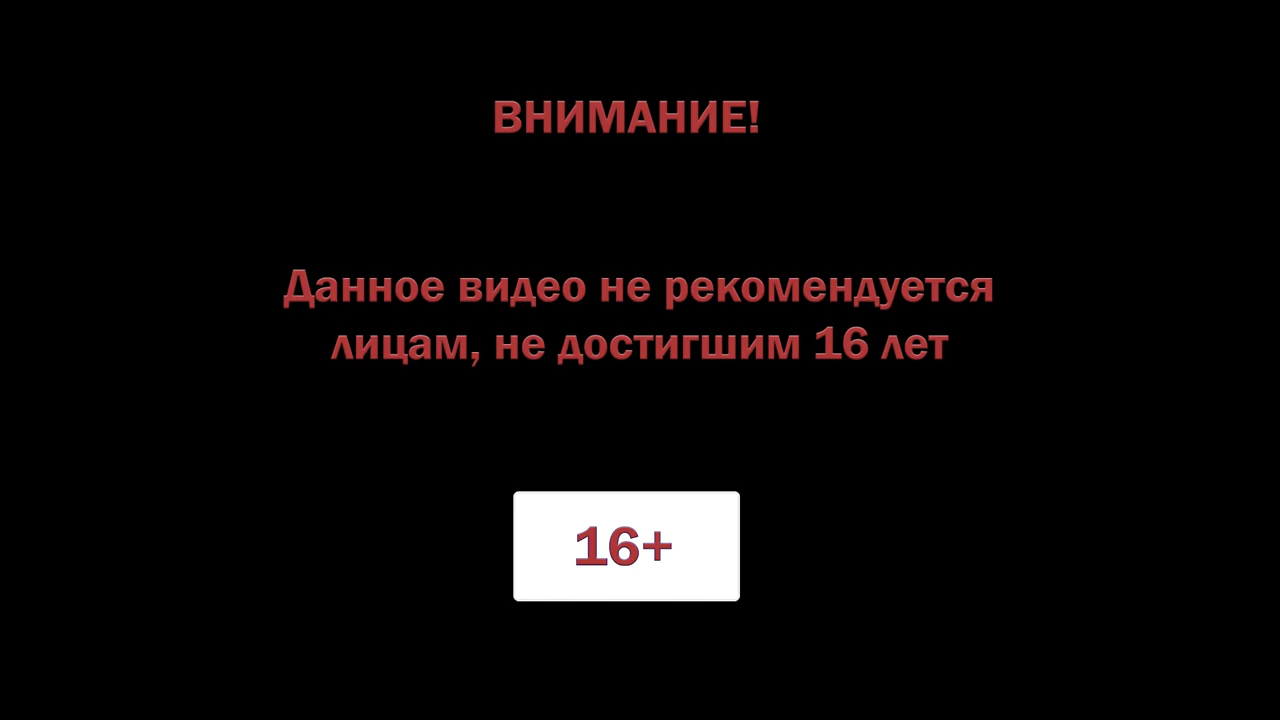 ВНИМАНИЕ!
Данное видео не рекомендуется
лицам, не достигшим 16 лет
16+